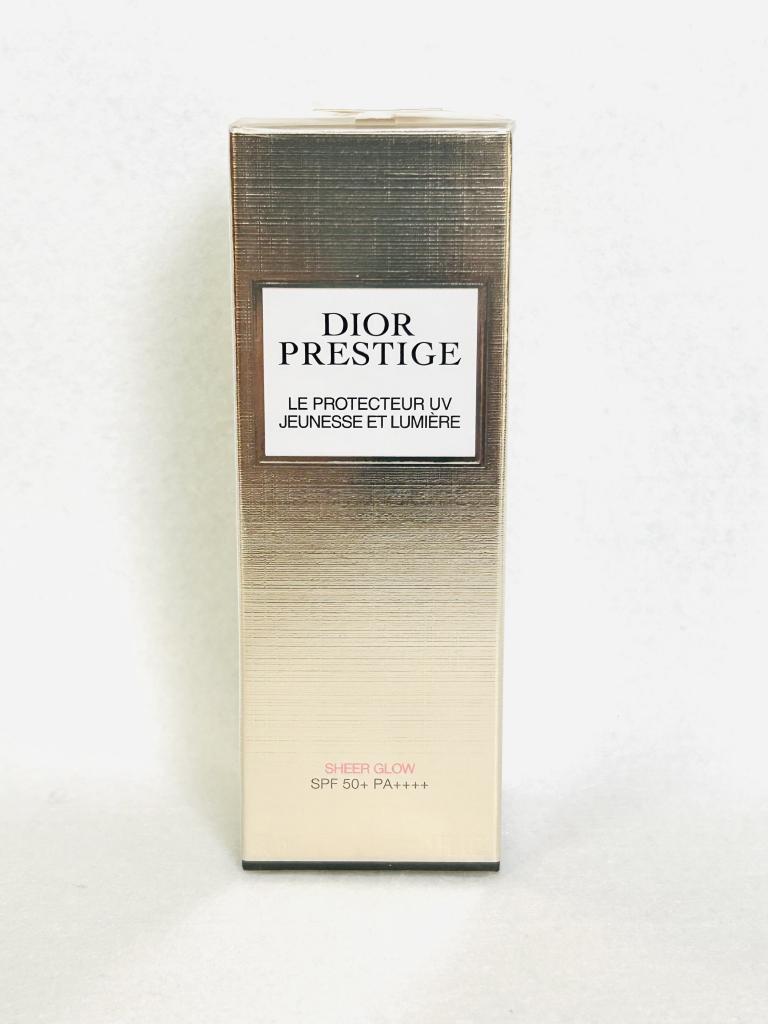 DIOR
PRESTIGE
LE PROTECTEUR UV
JEUNESSE ET LUMIÈRE
SHEER GLOW
SPF 50+ PA++++